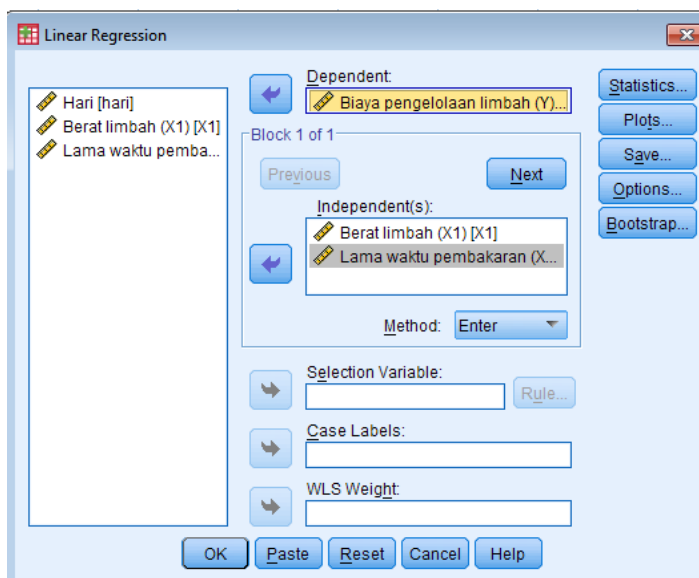 Linear Regression
Hari [hari]
Berat limbah (X1) [X1]
Lama waktu pemba...
Dependent:
Biaya pengelolaan limbah (Y)...
Block 1 of 1
Previous
Next
Independent(s):
Berat limbah (X1) [X1]
Lama waktu pembakaran (X...
Method:
Enter
Selection Variable:
Rule...
Case Labels:
WLS Weight:
Statistics...
Plots...
Save...
Options...
Bootstrap...
OK
Paste
Reset
Cancel
Help